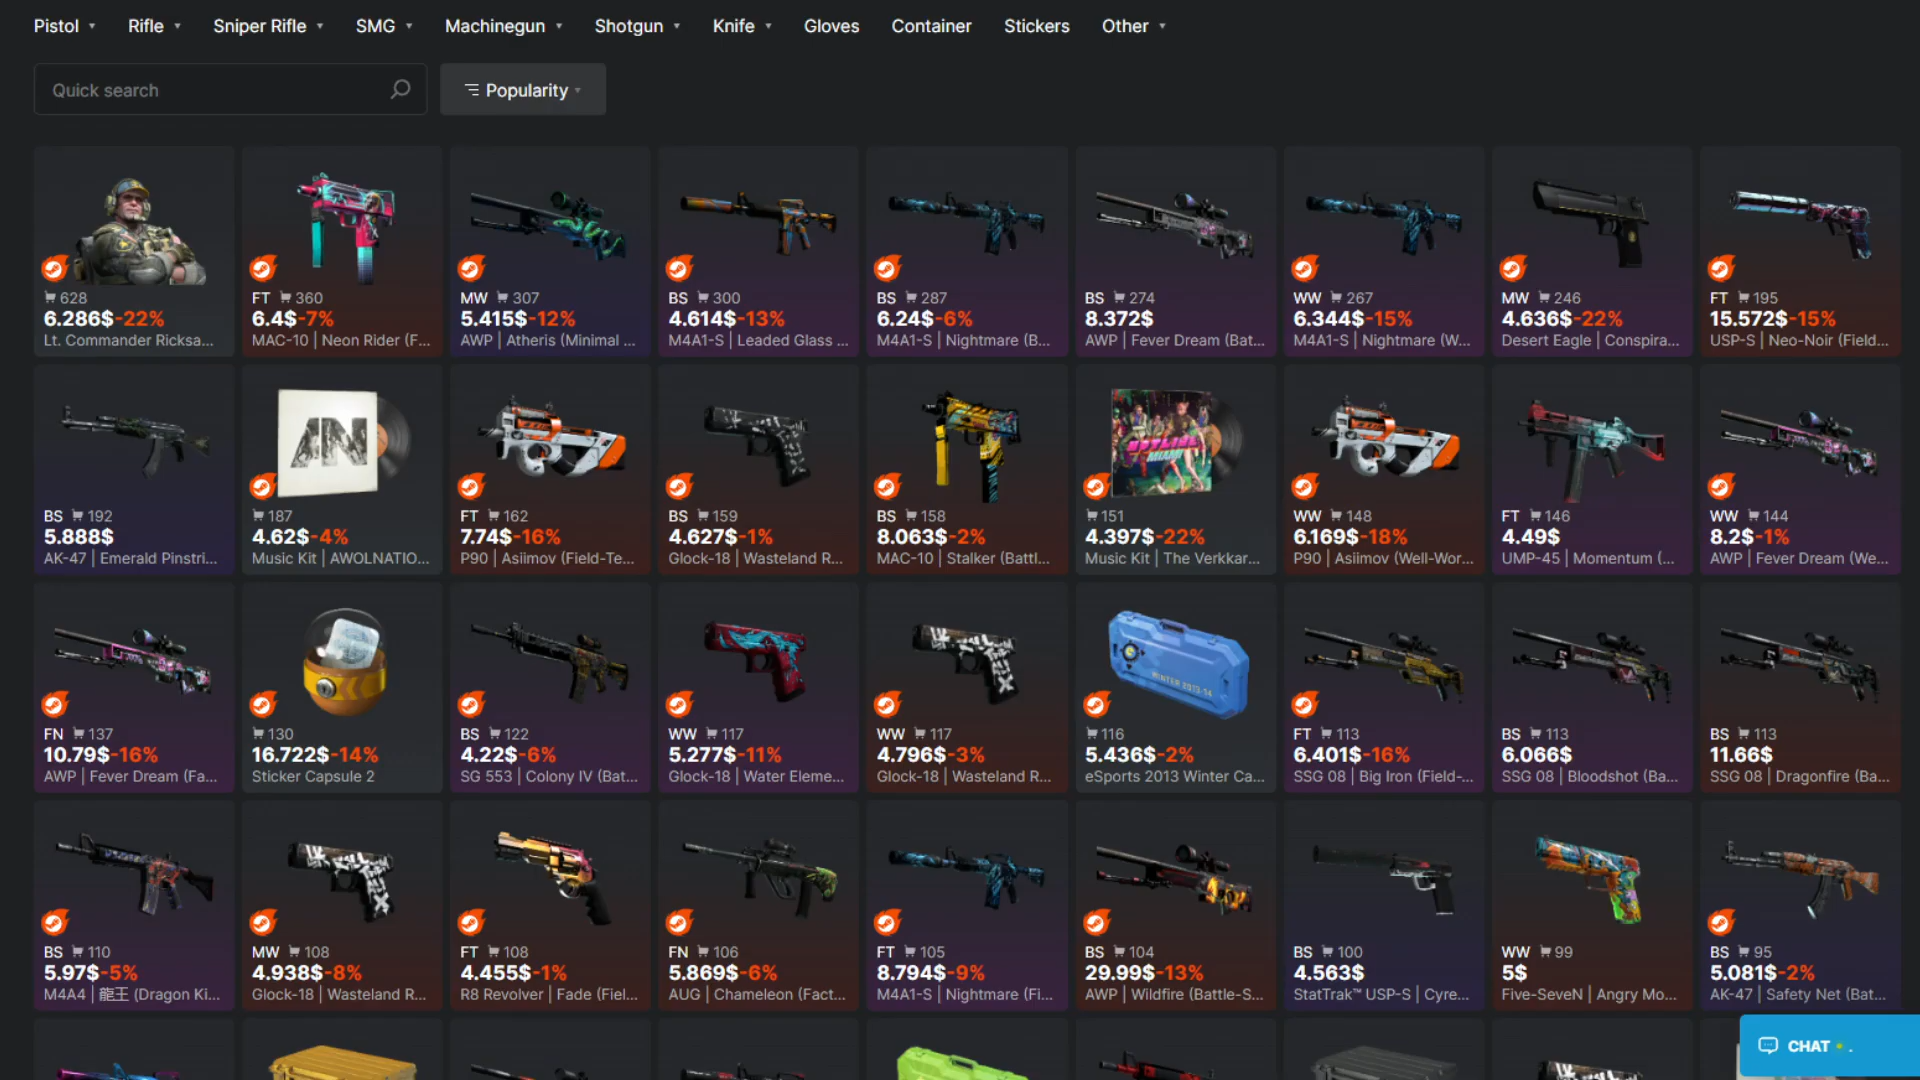 Pistol Rifle Sniper Rifle SMG Machinegun Shotgun Knife Gloves Container Stickers Other
Quick search Popularity
628
6.286$-22%
Lt. Commander Ricksa...
FT 360
6.4$-7%
MAC-10 | Neon Rider (F...
MW 307
5.415$-12%
AWP | Atheris (Minimal ...
BS 300
4.614$-13%
M4A1-S | Leaded Glass ...
BS 287
6.24$-6%
M4A1-S | Nightmare (B...
BS 274
8.372$
AWP | Fever Dream (Bat...
WW 267
6.344$-15%
M4A1-S | Nightmare (W...
MW 246
4.636$-22%
Desert Eagle | Conspira...
FT 195
15.572$-15%
USP-S | Neo-Noir (Field...
BS 192
5.888$
AK-47 | Emerald Pinstri...
AN
187
4.62$-4%
Music Kit | AWOLNATIO...
FT 162
7.74$-16%
P90 | Asiimov (Field-Te...
BS 159
4.627$-1%
Glock-18 | Wasteland R...
BS 158
8.063$-2%
MAC-10 | Stalker (Battl...
MIAMI
151
4.397$-22%
Music Kit | The Verkkar...
WW 148
6.169$-18%
P90 | Asiimov (Well-Wor...
FT 146
4.49$
UMP-45 | Momentum (...
WW 144
8.2$-1%
AWP | Fever Dream (We...
FN 137
10.79$-16%
AWP | Fever Dream (Fa...
130
16.722$-14%
Sticker Capsule 2
BS 122
4.22$-6%
SG 553 | Colony IV (Bat...
WW 117
5.277$-11%
Glock-18 | Water Eleme...
WW 117
4.796$-3%
Glock-18 | Wasteland R...
WINTER 2013-14
116
5.436$-2%
eSports 2013 Winter Ca...
FT 113
6.401$-16%
SSG 08 | Big Iron (Field-...
BS 113
6.066$
SSG 08 | Bloodshot (Ba...
BS 113
11.66$
SSG 08 | Dragonfire (Ba...
BS 110
5.97$-5%
M4A4 | 龍王 (Dragon Ki...
MW 108
4.938$-8%
Glock-18 | Wasteland R...
FT 108
4.455$-1%
R8 Revolver | Fade (Fiel...
FN 106
5.869$-6%
AUG | Chameleon (Fact...
FT 105
8.794$-9%
M4A1-S | Nightmare (Fi...
BS 104
29.99$-13%
AWP | Wildfire (Battle-S...
BS 100
4.563$
StatTrak™ USP-S | Cyre...
WW 99
5$
Five-SeveN | Angry Mo...
BS 95
5.081$-2%
AK-47 | Safety Net (Bat...
CHAT